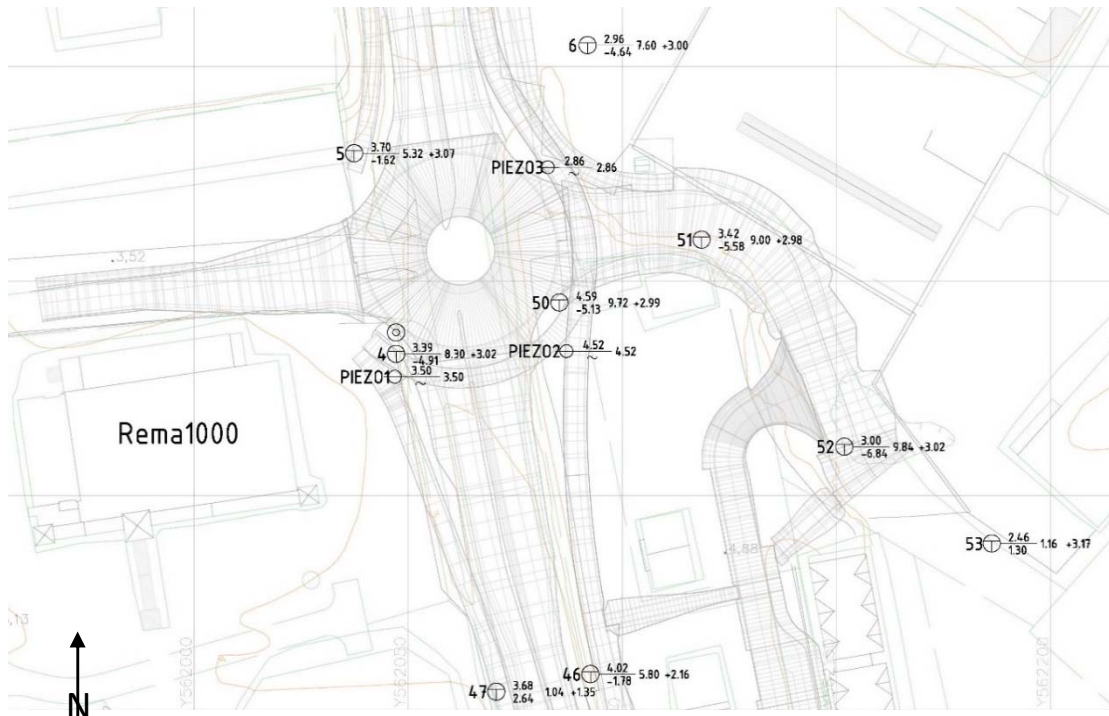 6 2.96 7.60 +3.00
-4.64
5 3.70 5.32 +3.07
-1.62
PIEZO3 2.86 2.86
~
51 3.42 9.00 +2.98
-5.58
.3,52
50 4.59 9.72 +2.99
-5.13
4 3.39 8.30 +3.02
-4.91
PIEZO2 4.52 4.52
~
PIEZO1 3.50 3.50
~
Rema1000
52 3.00 9.84 +3.02
-6.84
53 2.46 1.16 +3.17
1.30
.4,88
,13
Y562000
Y562050
Y562200
46 4.02 5.80 +2.16
-1.78
47 3.68 1.04 +1.35
2.64
N